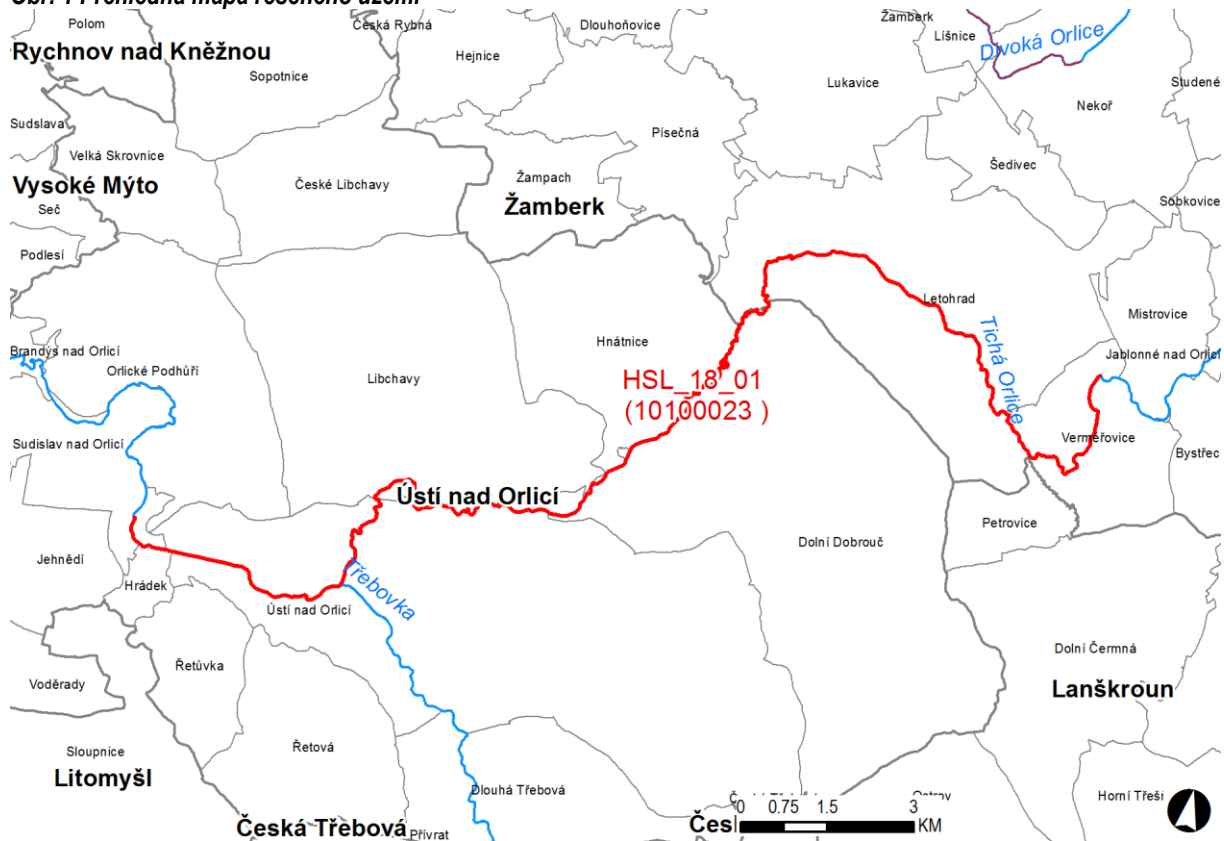 Polom
Česká Rybná
Dlouhoňovice
Žamberk
Líšnice
Divoká Orlice
Rychnov nad Kněžnou
Sopotnice
Hejnice
Lukavice
Studené
Nekoř
Sudslava
Písečná
Velká Skrovnice
Šedivec
České Libchavy
Žampach
Vysoké Mýto
Žamberk
Seč
Sobkovice
Podlesí
Letohrad
Mistrovice
Tichá Orlice
Hnátnice
Brandýs nad Orlicí
Jablonné nad Orlicí
Orlické Podhůří
Libchavy
HSL_18_01
(10100023 )
Sudislav nad Orlicí
Verměřovice
Bystřec
Ústí nad Orlicí
Petrovice
Dolní Dobrouč
Jehnědí
Hrádek
Třebovka
Ústí nad Orlicí
Dolní Čermná
Řetůvka
Voděrady
Lanškroun
Sloupnice
Řetová
Litomyšl
Dlouhá Třebová
Horní Třeši
0 0.75 1.5 3
KM
Česká Třebová
Přívrat
Česl